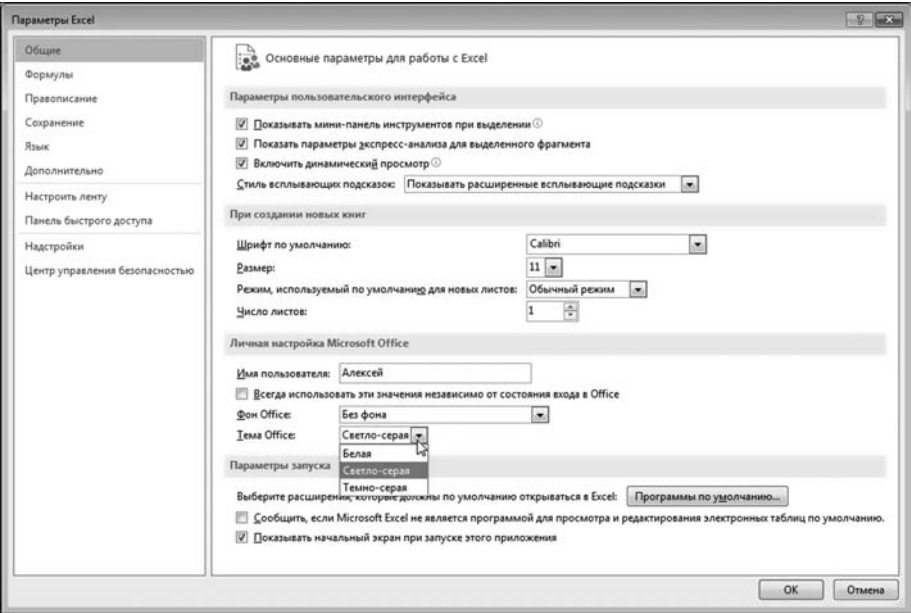 Параметры Excel
Общие
Формулы
Правописание
Сохранение
Язык
Дополнительно
Настроить ленту
Панель быстрого доступа
Надстройки
Центр управления безопасностью
Основные параметры для работы с Excel
Параметры пользовательского интерфейса
Показывать мини-панель инструментов при выделении
Показать параметры экспресс-анализа для выделенного фрагмента
Включить динамический просмотр
Стиль всплывающих подсказок: Показывать расширенные всплывающие подсказки
При создании новых книг
Шрифт по умолчанию: Calibri
Размер: 11
Режим, используемый по умолчанию для новых листов: Обычный режим
Число листов: 1
Личная настройка Microsoft Office
Имя пользователя: Алексей
Всегда использовать эти значения независимо от состояния входа в Office
Фон Office: Без фона
Тема Office: Светло-серая
Белая
Светло-серая
Темно-серая
Параметры запуска
Выберите расширения, которые должны по умолчанию открываться в Excel: Программы по умолчанию...
Сообщить, если Microsoft Excel не является программой для просмотра и редактирования электронных таблиц по умолчанию.
Показывать начальный экран при запуске этого приложения
ОК Отмена